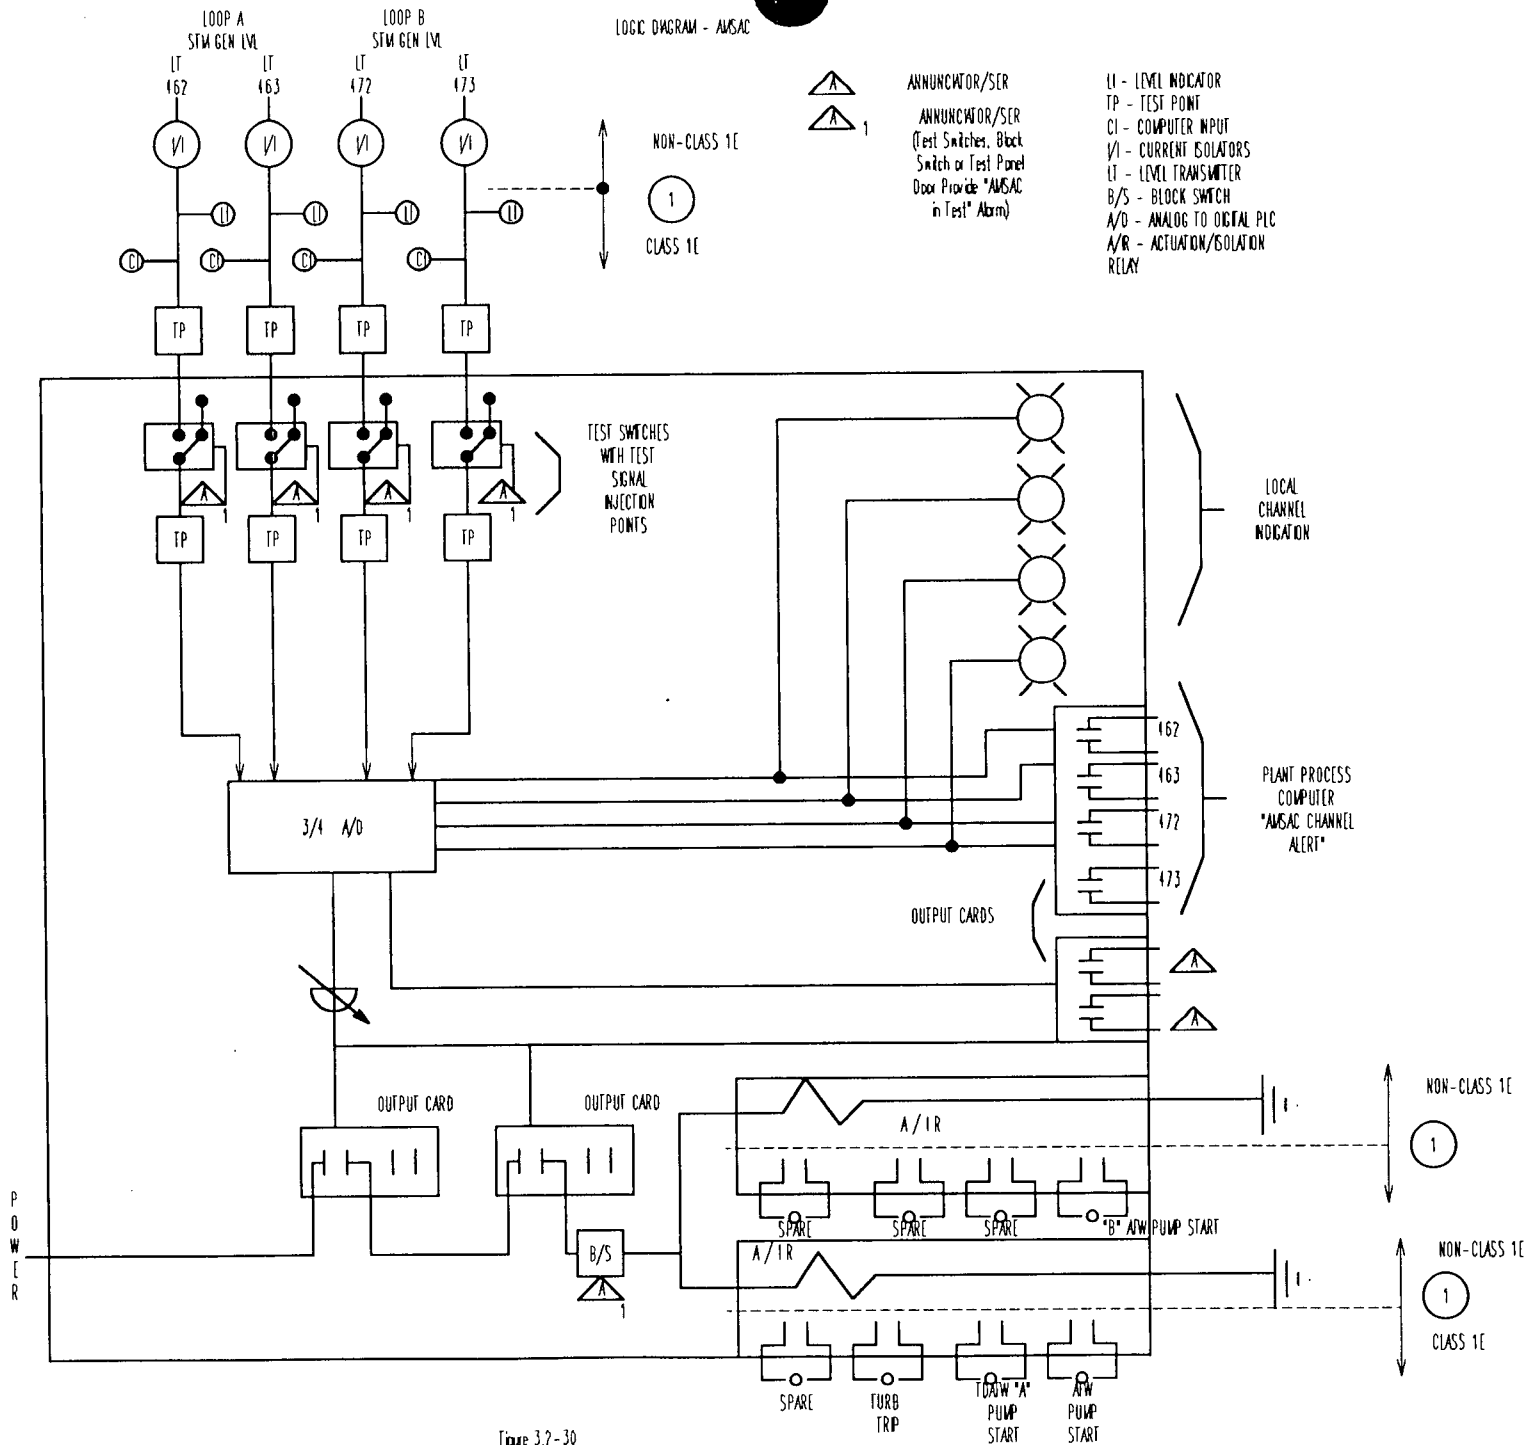 LOGIC DIAGRAM - AMSAC
LOOP A
STM GEN LVL
LOOP B
STM GEN LVL
LT
462
LT
463
LT
472
LT
473
I/I
I/I
I/I
I/I
NON-CLASS 1E
1
CLASS 1E
A
ANNUNCIATOR/SER
A
1
ANNUNCIATOR/SER
(Test Switches, Block
Switch or Test Panel
Door Provide "AMSAC
in Test" Alarm)
LI - LEVEL INDICATOR
TP - TEST POINT
CI - COMPUTER INPUT
I/I - CURRENT ISOLATORS
LT - LEVEL TRANSMITTER
B/S - BLOCK SWITCH
A/D - ANALOG TO DIGITAL PLC
A/IR - ACTUATION/ISOLATION
RELAY
LI
LI
LI
LI
CI
CI
CI
CI
TP
TP
TP
TP
A
1
A
1
A
1
A
1
TEST SWITCHES
WITH TEST
SIGNAL
INJECTION
POINTS
TP
TP
TP
TP
LOCAL
CHANNEL
INDICATION
3/4 A/D
462
463
472
473
PLANT PROCESS
COMPUTER
"AMSAC CHANNEL
ALERT"
OUTPUT CARDS
A
A
OUTPUT CARD
OUTPUT CARD
A/IR
NON-CLASS 1E
1
SPARE
SPARE
SPARE
"B" AFW PUMP START
POWER
B/S
A
1
A/IR
NON-CLASS 1E
1
CLASS 1E
SPARE
TURB
TRIP
TDAFW "A"
PUMP
START
AFW
PUMP
START
Figure 3.2-30